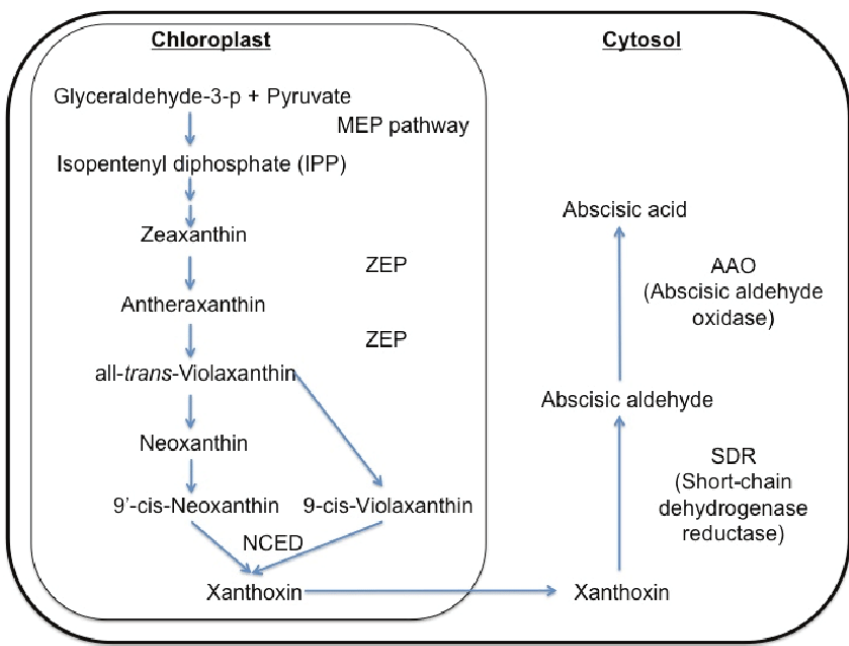 Chloroplast
Glyceraldehyde-3-p + Pyruvate
MEP pathway
Isopentenyl diphosphate (IPP)
Zeaxanthin
ZEP
Antheraxanthin
ZEP
all-trans-Violaxanthin
Neoxanthin
9'-cis-Neoxanthin
9-cis-Violaxanthin
NCED
Xanthoxin
Cytosol
Abscisic acid
AAO
(Abscisic aldehyde
oxidase)
Abscisic aldehyde
SDR
(Short-chain
dehydrogenase
reductase)
Xanthoxin